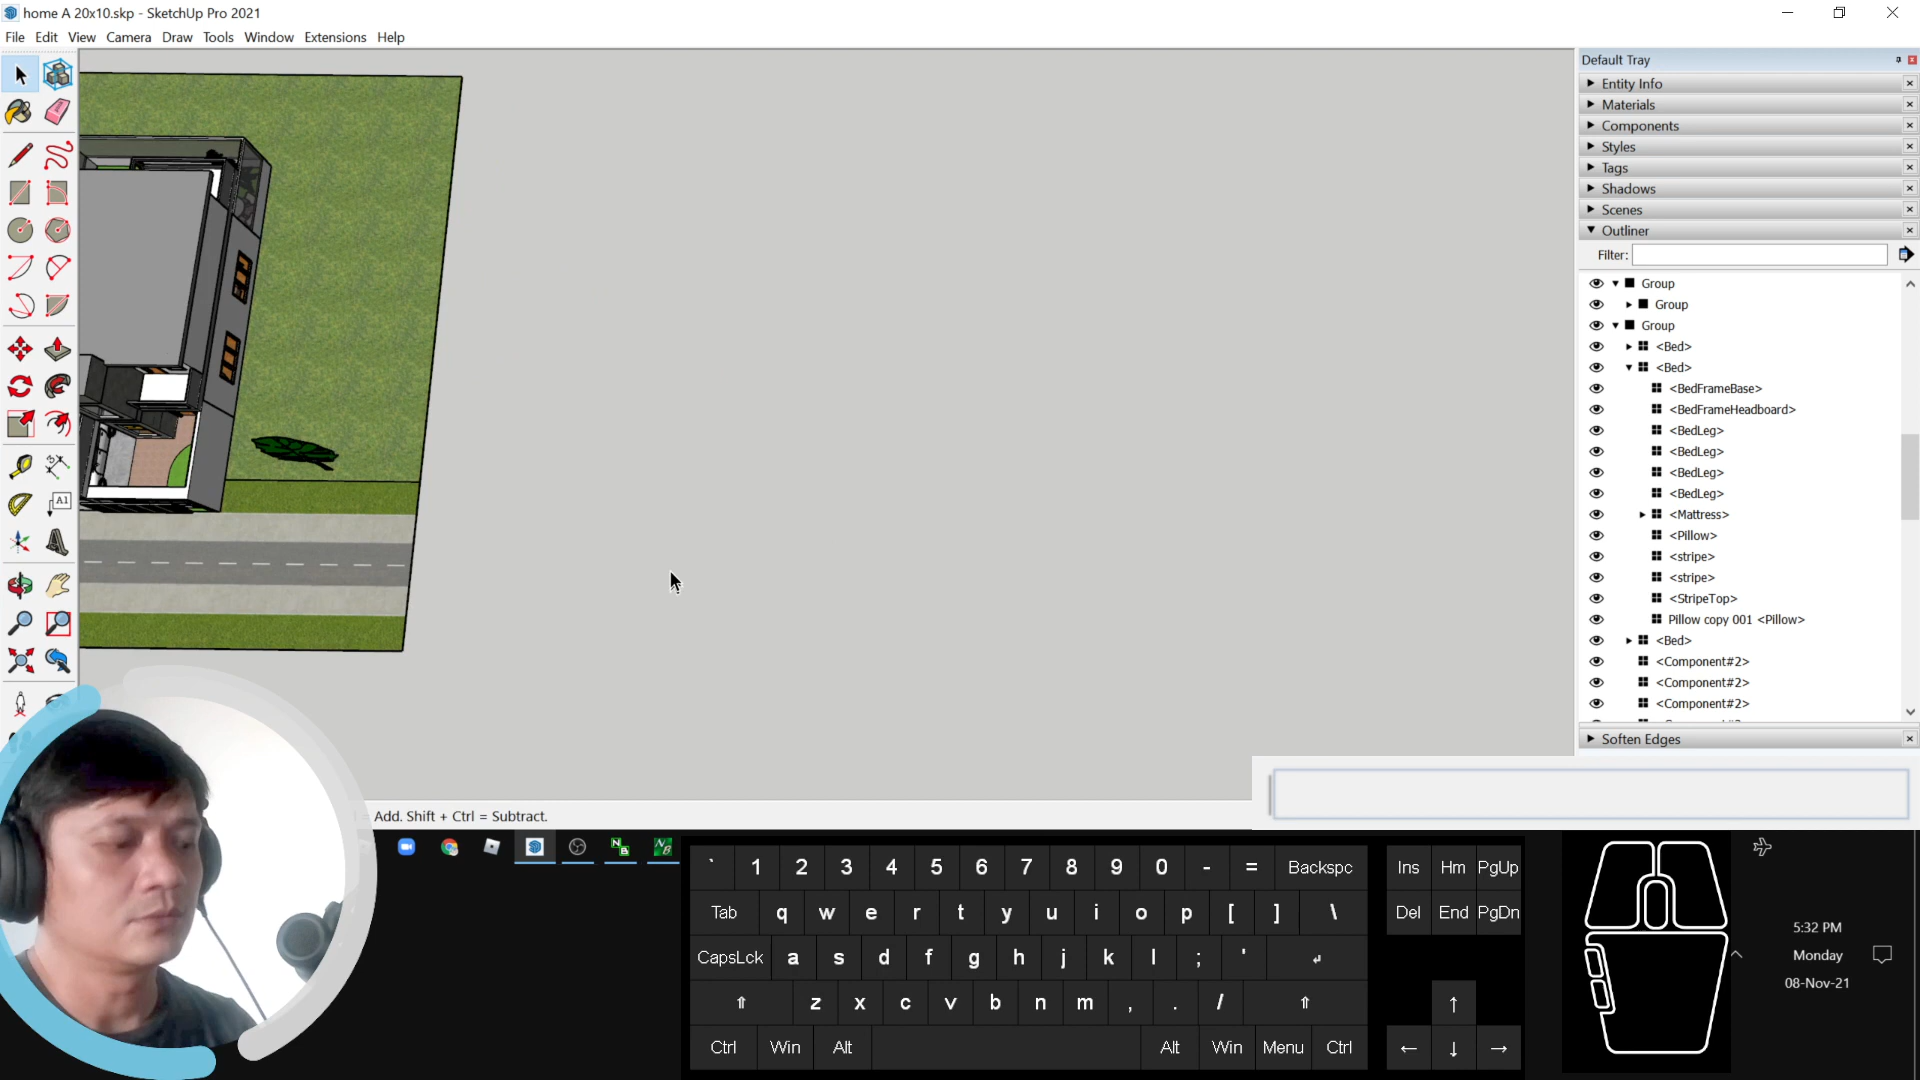 home A 20x10.skp - SketchUp Pro 2021
File Edit View Camera Draw Tools Window Extensions Help
Default Tray
Entity Info
Materials
Components
Styles
Tags
Shadows
Scenes
Outliner
Filter:
Group
Group
Group
<Bed>
<Bed>
<BedFrameBase>
<BedFrameHeadboard>
<BedLeg>
<BedLeg>
<BedLeg>
<BedLeg>
<Mattress>
<Pillow>
<stripe>
<stripe>
<StripeTop>
Pillow copy 001 <Pillow>
<Bed>
<Component#2>
<Component#2>
<Component#2>
Soften Edges
A1
Add. Shift + Ctrl = Subtract.
` 1 2 3 4 5 6 7 8 9 0 - = Backspc Ins Hm PgUp
Tab q w e r t y u i o p [ ] \ Del End PgDn
CapsLck a s d f g h j k l ; ' ↵
⇧ z x c v b n m , . / ⇧ ↑
Ctrl Win Alt Alt Win Menu Ctrl ← ↓ →
5:32 PM
Monday
08-Nov-21